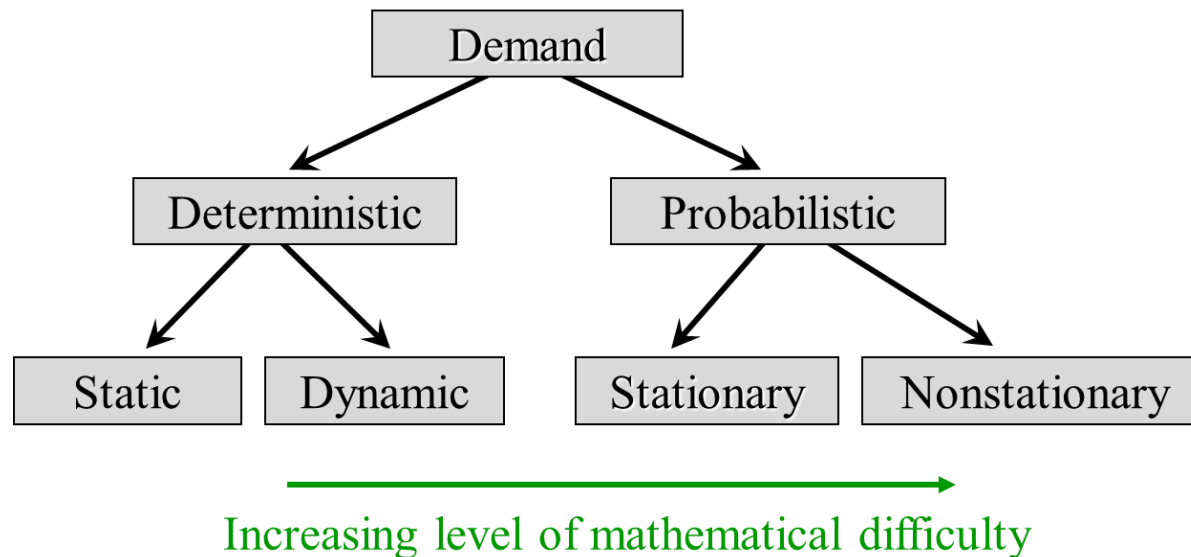 Demand
Deterministic
Probabilistic
Static
Dynamic
Stationary
Nonstationary
Increasing level of mathematical difficulty